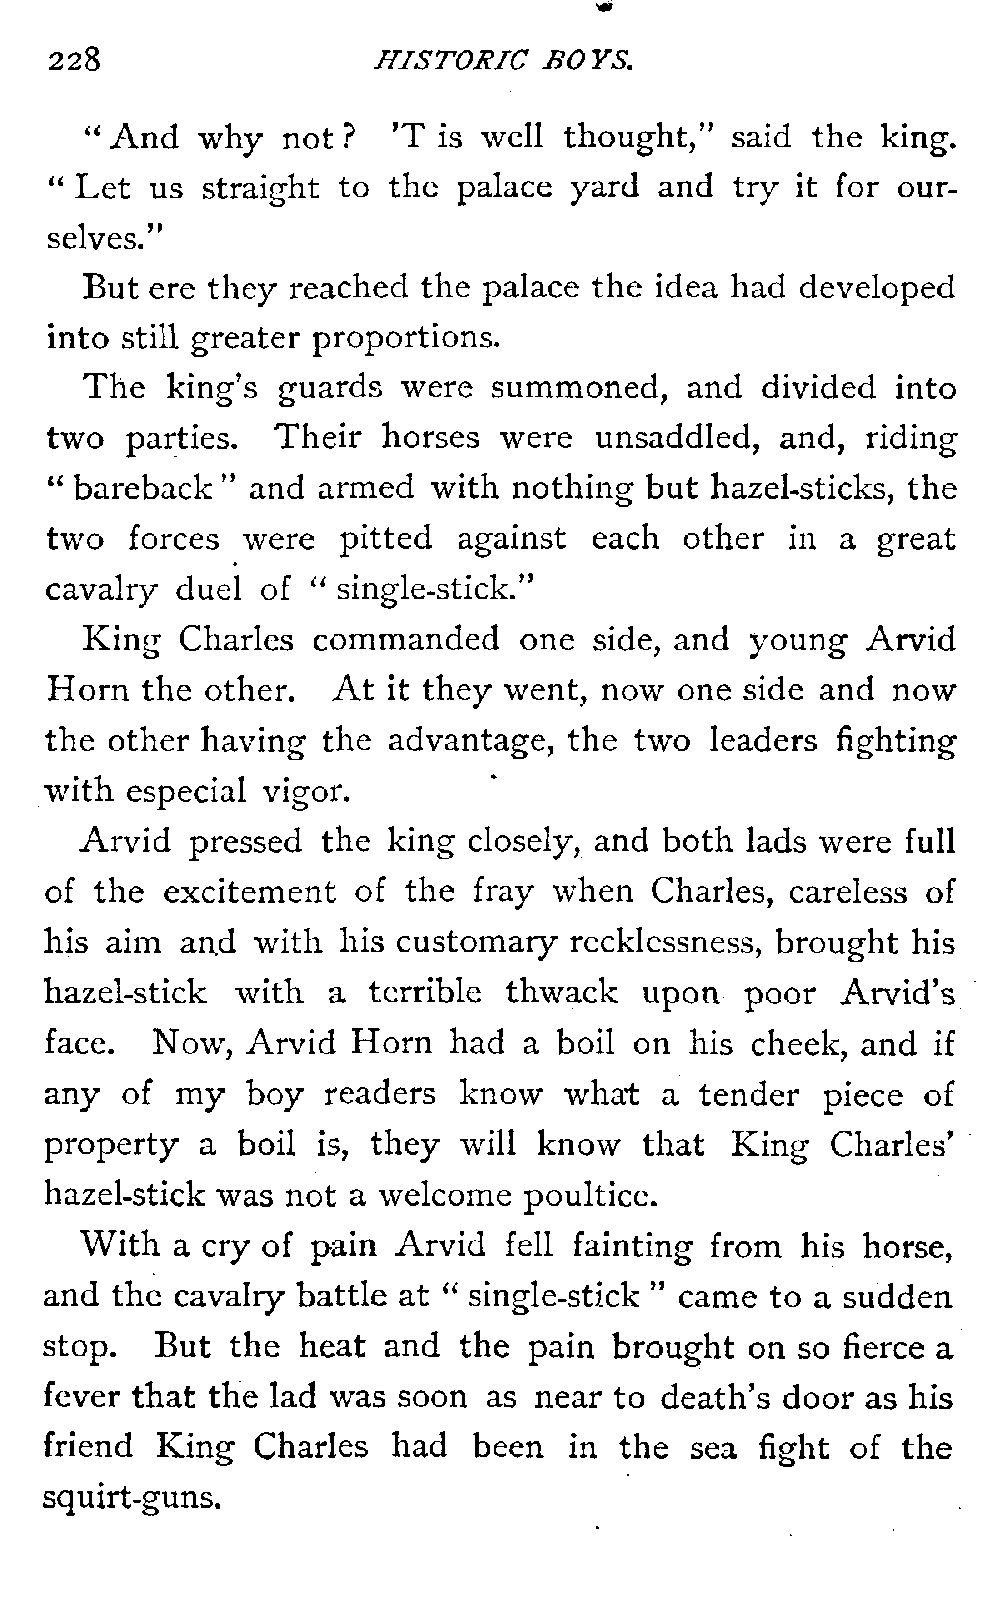 228 HISTORIC BOYS.
“ And why not ? ’T is well thought,” said the king.
“ Let us straight to the palace yard and try it for our-
selves.”
But ere they reached the palace the idea had developed
into still greater proportions.
The king’s guards were summoned, and divided into
two parties. Their horses were unsaddled, and, riding
“ bareback ” and armed with nothing but hazel-sticks, the
two forces were pitted against each other in a great
cavalry duel of “ single-stick.”
King Charles commanded one side, and young Arvid
Horn the other. At it they went, now one side and now
the other having the advantage, the two leaders fighting
with especial vigor.
Arvid pressed the king closely, and both lads were full
of the excitement of the fray when Charles, careless of
his aim and with his customary recklessness, brought his
hazel-stick with a terrible thwack upon poor Arvid’s
face. Now, Arvid Horn had a boil on his cheek, and if
any of my boy readers know what a tender piece of
property a boil is, they will know that King Charles’
hazel-stick was not a welcome poultice.
With a cry of pain Arvid fell fainting from his horse,
and the cavalry battle at “ single-stick ” came to a sudden
stop. But the heat and the pain brought on so fierce a
fever that the lad was soon as near to death’s door as his
friend King Charles had been in the sea fight of the
squirt-guns.